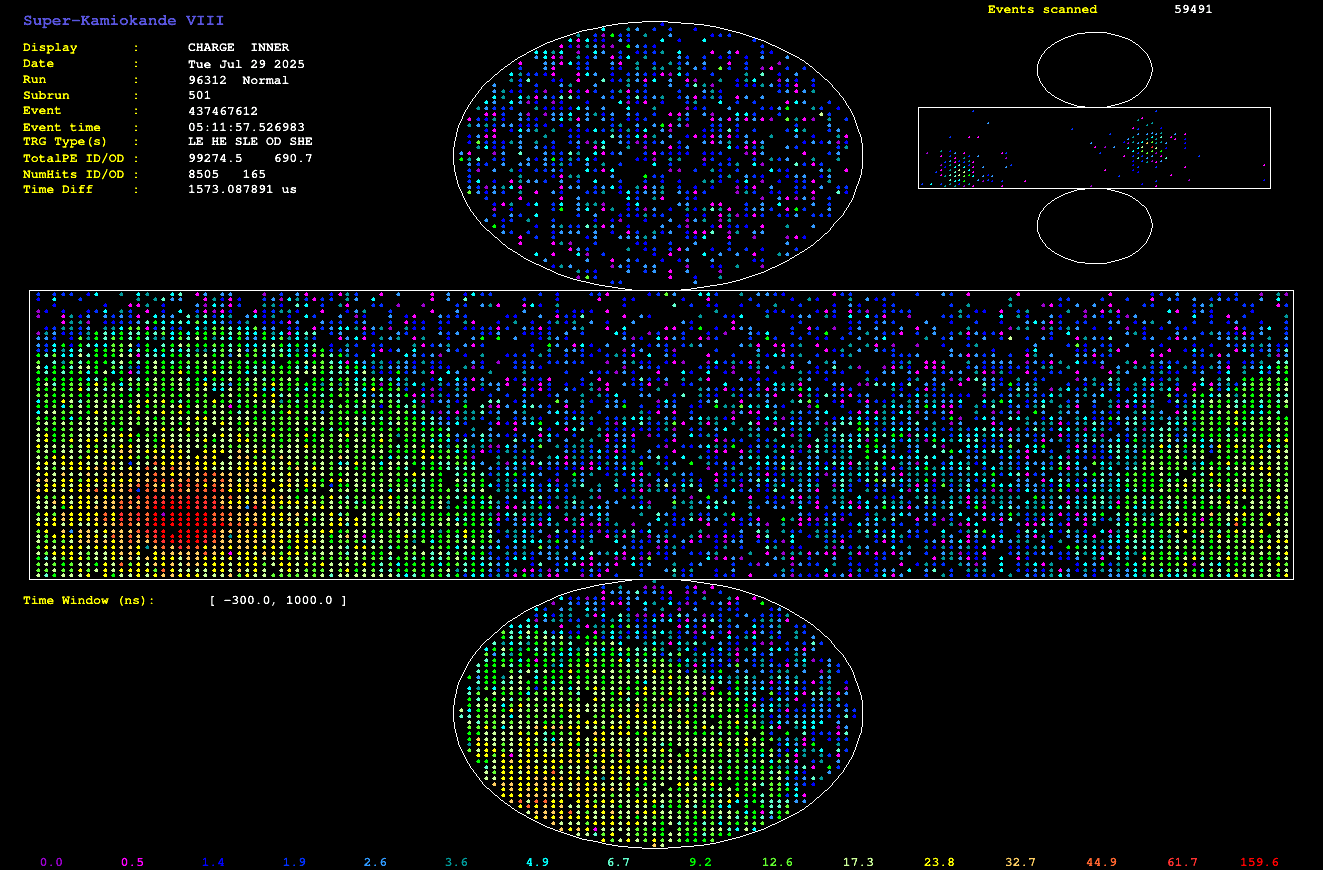 Super-Kamiokande VIII
Events scanned 59491
Display : CHARGE INNER
Date : Tue Jul 29 2025
Run : 96312 Normal
Subrun : 501
Event : 437467612
Event time : 05:11:57.526983
TRG Type(s) : LE HE SLE OD SHE
TotalPE ID/OD : 99274.5 690.7
NumHits ID/OD : 8505 165
Time Diff : 1573.087891 us
Time Window (ns): [ -300.0, 1000.0 ]
0.0 0.5 1.4 1.9 2.6 3.6 4.9 6.7 9.2 12.6 17.3 23.8 32.7 44.9 61.7 159.6